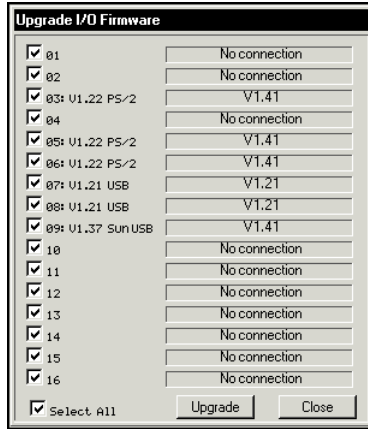 Upgrade I/O Firmware
01 No connection
02 No connection
03: V1.22 PS/2 V1.41
04 No connection
05: V1.22 PS/2 V1.41
06: V1.22 PS/2 V1.41
07: V1.21 USB V1.21
08: V1.21 USB V1.21
09: V1.37 Sun USB V1.41
10 No connection
11 No connection
12 No connection
13 No connection
14 No connection
15 No connection
16 No connection
Select All Upgrade Close